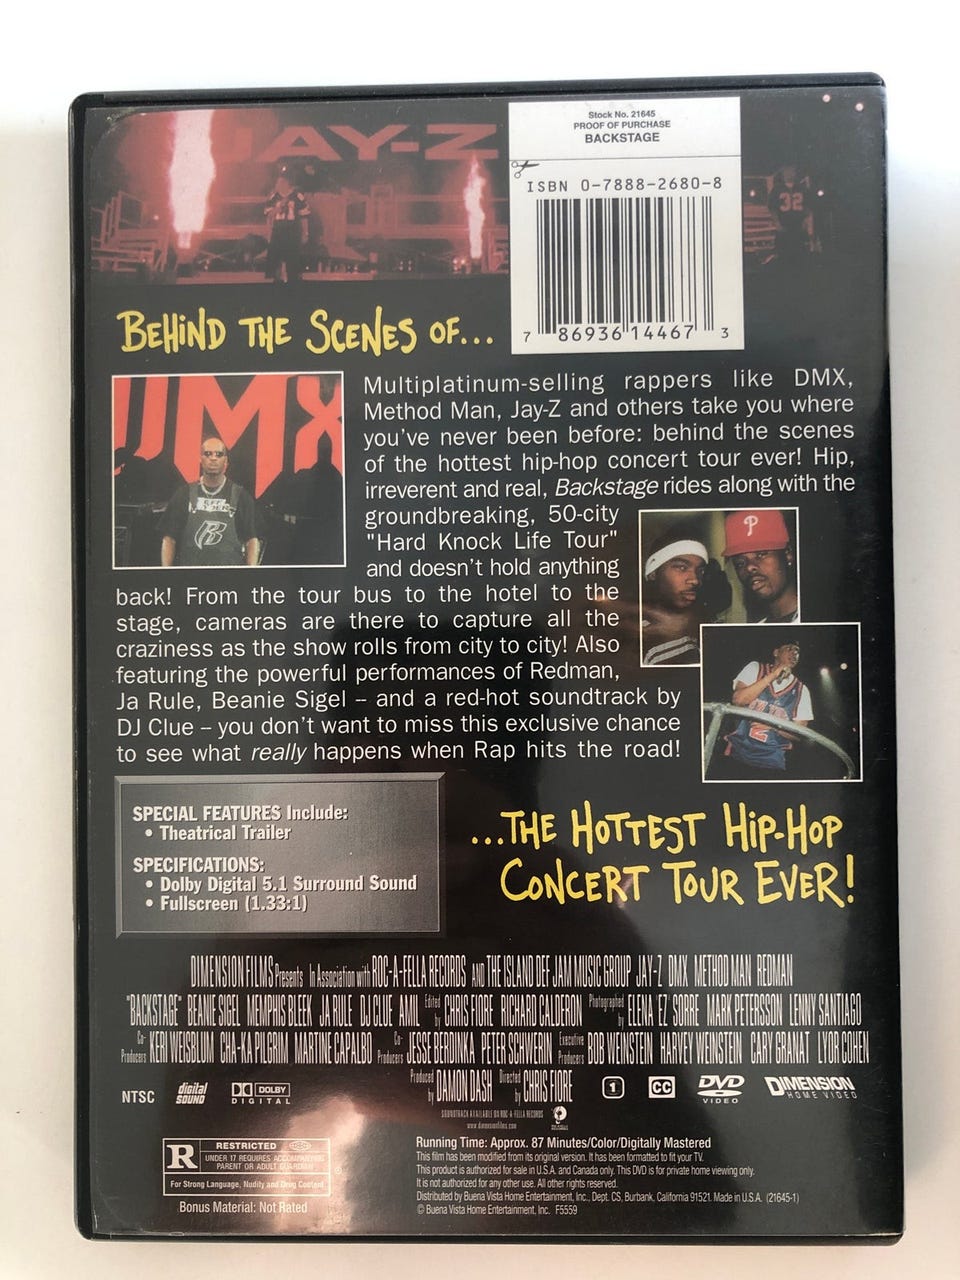 JAY-Z
Stock No. 21645
PROOF OF PURCHASE
BACKSTAGE
ISBN 0-7888-2680-8
7 86936 14467 3
32
BEHIND THE SCENES OF...
DMX
Multiplatinum-selling rappers like DMX,
Method Man, Jay-Z and others take you where
you've never been before: behind the scenes
of the hottest hip-hop concert tour ever! Hip,
irreverent and real, Backstage rides along with the
groundbreaking, 50-city
"Hard Knock Life Tour"
and doesn't hold anything
back! From the tour bus to the hotel to the
stage, cameras are there to capture all the
craziness as the show rolls from city to city! Also
featuring the powerful performances of Redman,
Ja Rule, Beanie Sigel – and a red-hot soundtrack by
DJ Clue – you don't want to miss this exclusive chance
to see what really happens when Rap hits the road!
P
2
SPECIAL FEATURES Include:
• Theatrical Trailer
SPECIFICATIONS:
• Dolby Digital 5.1 Surround Sound
• Fullscreen (1.33:1)
...THE HOTTEST HIP-HOP
CONCERT TOUR EVER!
DIMENSION FILMS Presents In Association with ROC-A-FELLA RECORDS AND THE ISLAND DEF JAM MUSIC GROUP JAY-Z DMX METHOD MAN REDMAN
"BACKSTAGE" BEANIE SIGEL MEMPHIS BLEEK JA RULE DJ CLUE AMIL Edited by CHRIS FIORE RICHARD CALDERON Photographed by ELENA "EZ" SORRE MARK PETERSSON LENNY SANTIAGO
Co-Producers KERI WEISBLUM CHA-KA PILGRIM MARTINE CAPALBO Co-Producers JESSE BERDINKA PETER SCHWERIN Executive Producers BOB WEINSTEIN HARVEY WEINSTEIN CARY GRANAT LYOR COHEN
Produced by DAMON DASH Directed by CHRIS FIORE
NTSC digital SOUND DOLBY DIGITAL 1 CC DVD VIDEO DIMENSION HOME VIDEO
SOUNDTRACK AVAILABLE ON ROC-A-FELLA RECORDS
www.dimensionfilms.com
R RESTRICTED
UNDER 17 REQUIRES ACCOMPANYING
PARENT OR ADULT GUARDIAN
For Strong Language, Nudity and Drug Content
Bonus Material: Not Rated
Running Time: Approx. 87 Minutes/Color/Digitally Mastered
This film has been modified from its original version. It has been formatted to fit your TV.
This product is authorized for sale in U.S.A. and Canada only. This DVD is for private home viewing only.
It is not authorized for any other use. All other rights reserved.
Distributed by Buena Vista Home Entertainment, Inc., Dept. CS, Burbank, California 91521. Made in U.S.A. (21645-1)
© Buena Vista Home Entertainment, Inc. F5559